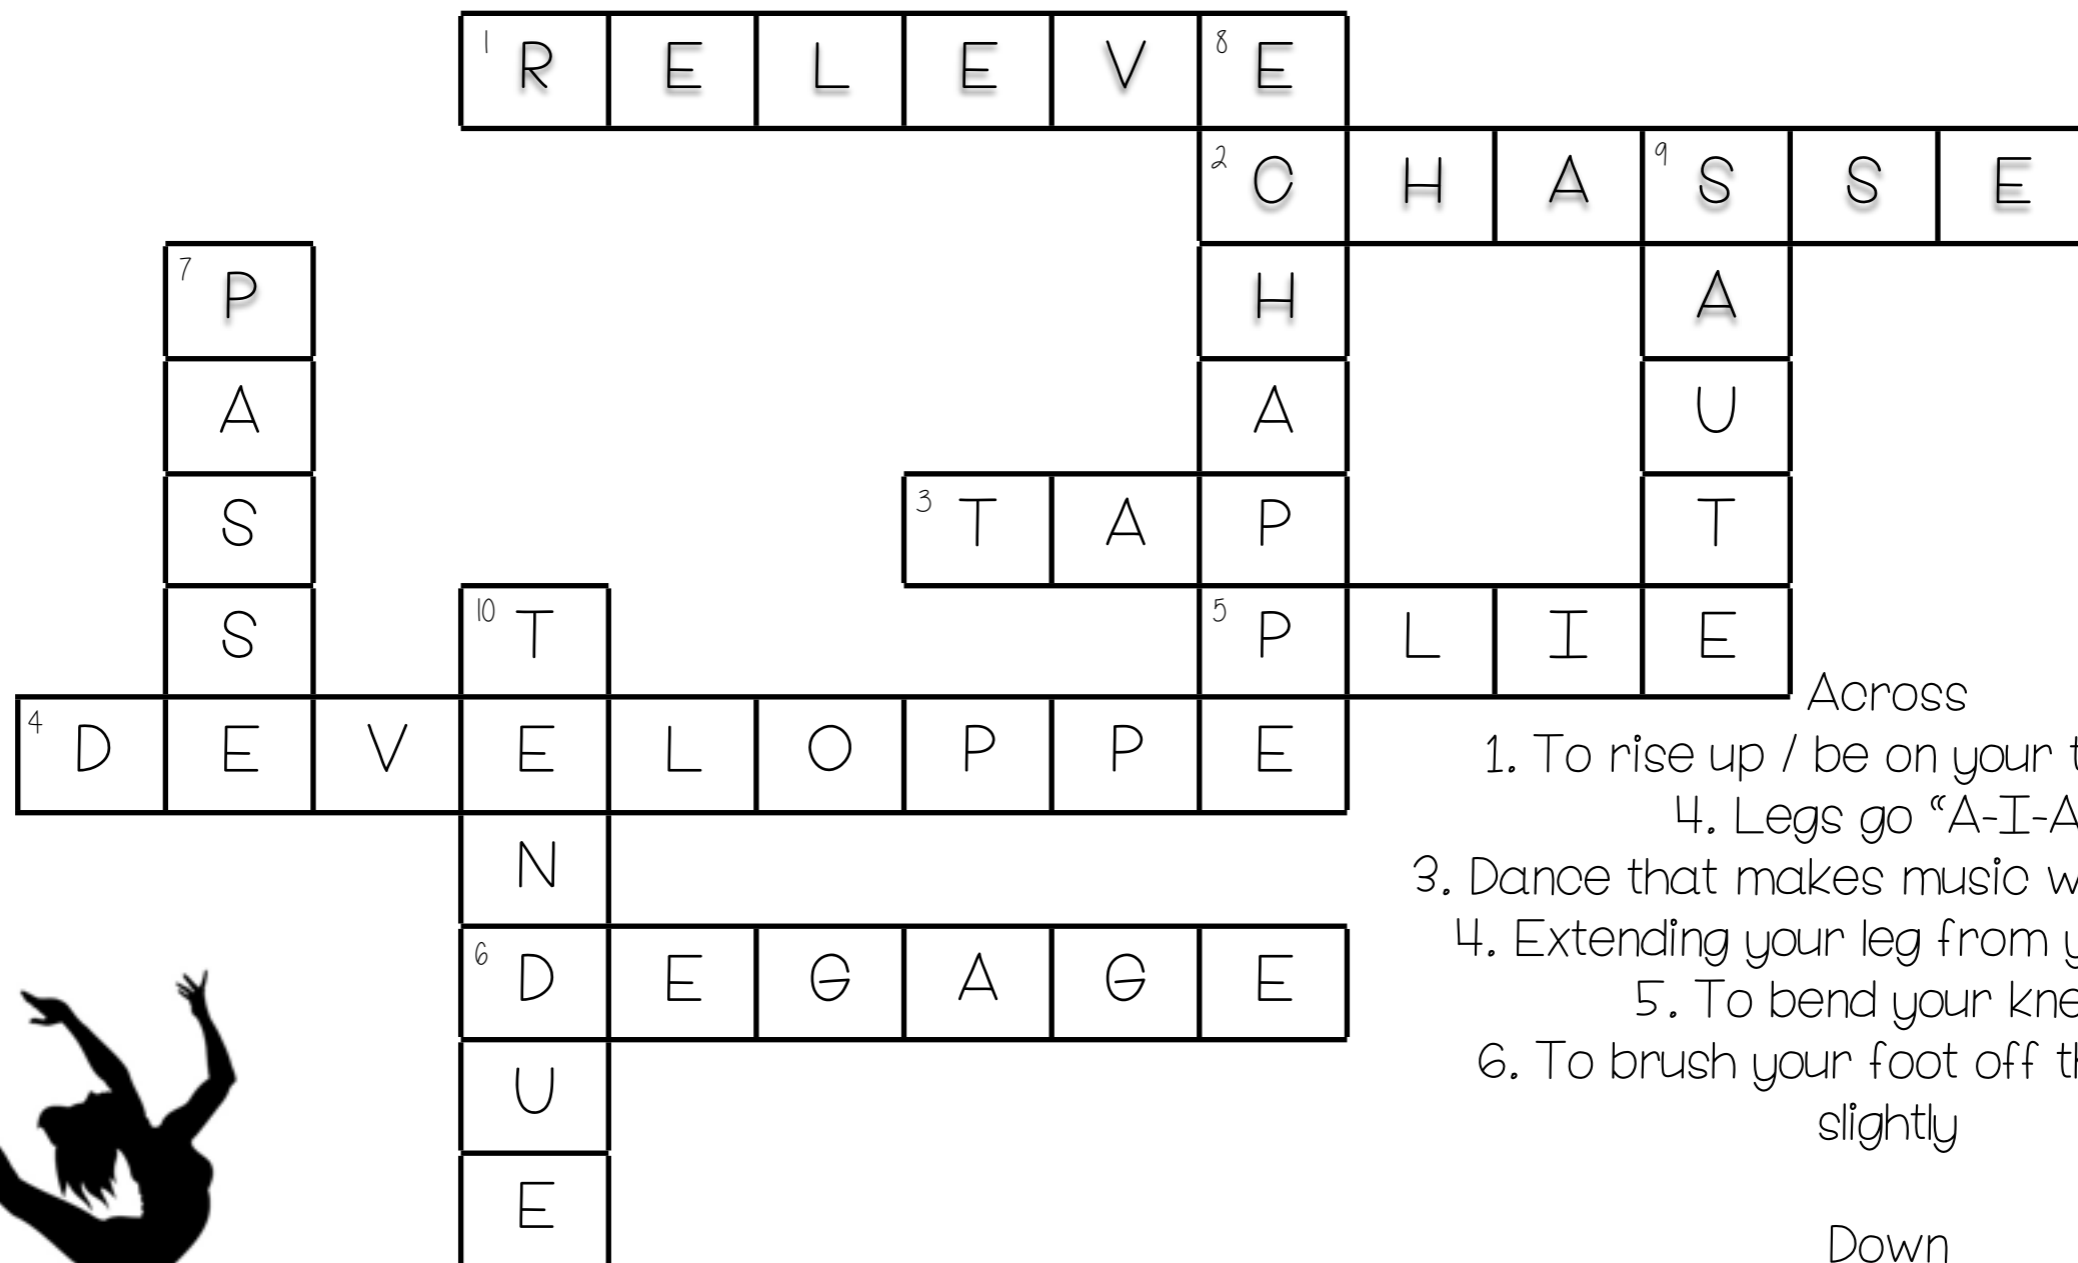 1 R E L E V 8 E
2 C H A 9 S S E
7 P H A
A A U
S 3 T A P T
S 10 T 5 P L I E
4 D E V E L O P P E
N
6 D E G A G E
U
E
Across
1. To rise up / be on your t
4. Legs go “A-I-A
3. Dance that makes music w
4. Extending your leg from y
5. To bend your kne
6. To brush your foot off th
slightly
Down